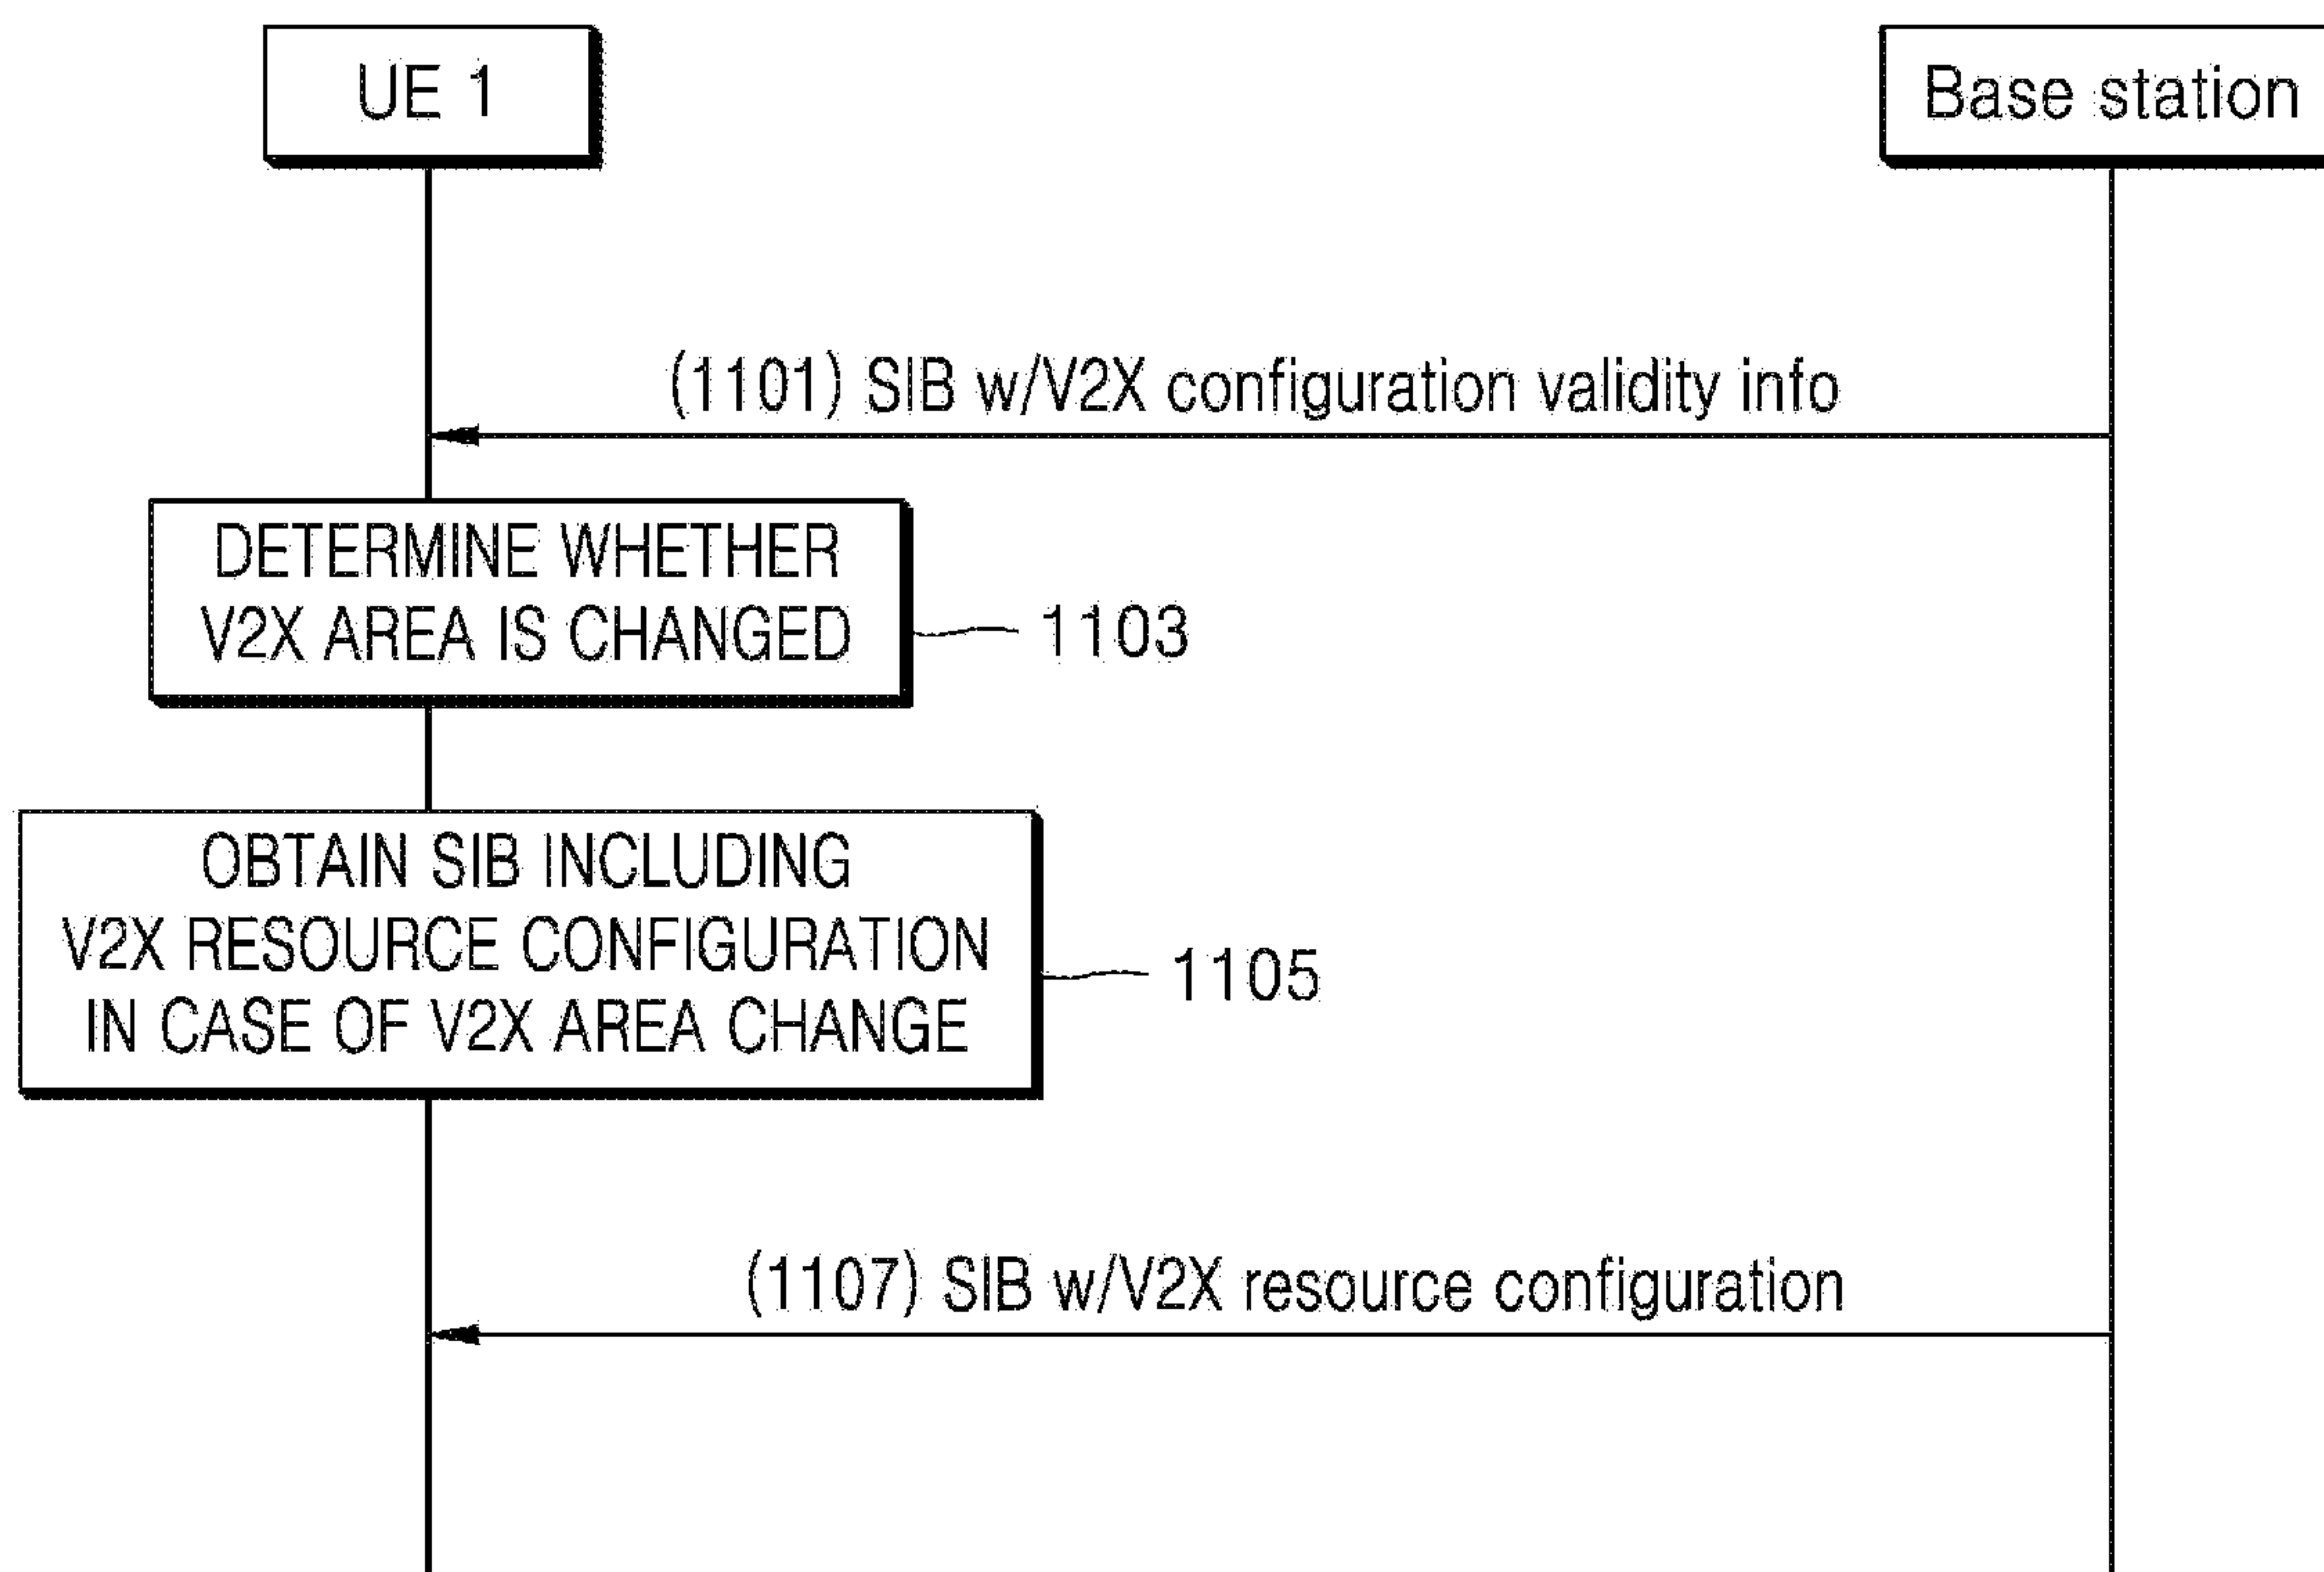 UE 1
Base station
(1101) SIB w/V2X configuration validity info
DETERMINE WHETHER
V2X AREA IS CHANGED
1103
OBTAIN SIB INCLUDING
V2X RESOURCE CONFIGURATION
IN CASE OF V2X AREA CHANGE
1105
(1107) SIB w/V2X resource configuration